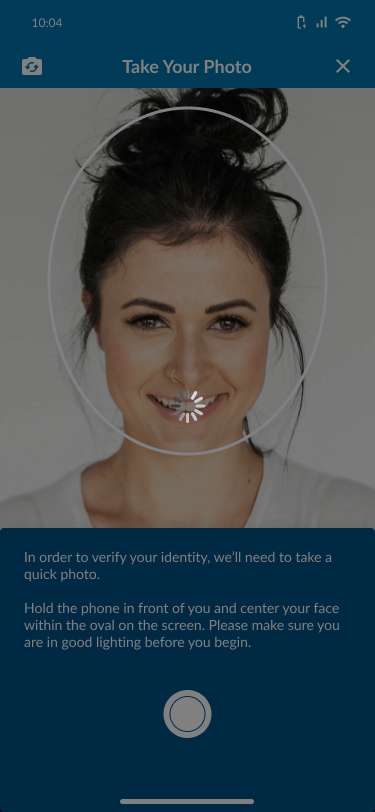 10:04
Take Your Photo
In order to verify your identity, we’ll need to take a
quick photo.
Hold the phone in front of you and center your face
within the oval on the screen. Please make sure you
are in good lighting before you begin.